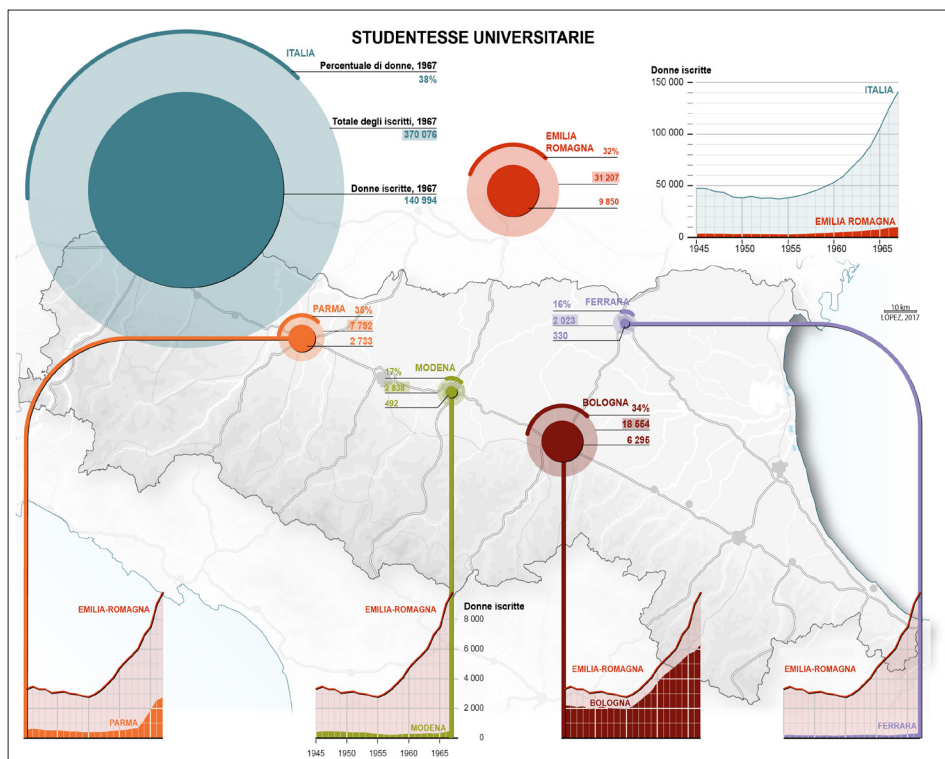 STUDENTESSE UNIVERSITARIE
ITALIA
Percentuale di donne, 1967
38%
Totale degli iscritti, 1967
370 076
Donne iscritte, 1967
140 994
EMILIA
ROMAGNA
32%
31 207
9 850
Donne iscritte
150 000
100 000
50 000
0
ITALIA
EMILIA ROMAGNA
1945
1950
1955
1960
1965
PARMA
35%
7 792
2 733
MODENA
17%
2 836
492
FERRARA
16%
2 023
330
BOLOGNA
34%
18 554
6 295
10 km
LÓPEZ, 2017
EMILIA-ROMAGNA
PARMA
EMILIA-ROMAGNA
MODENA
1945
1950
1955
1960
1965
Donne iscritte
8 000
6 000
4 000
2 000
0
EMILIA-ROMAGNA
BOLOGNA
EMILIA-ROMAGNA
FERRARA